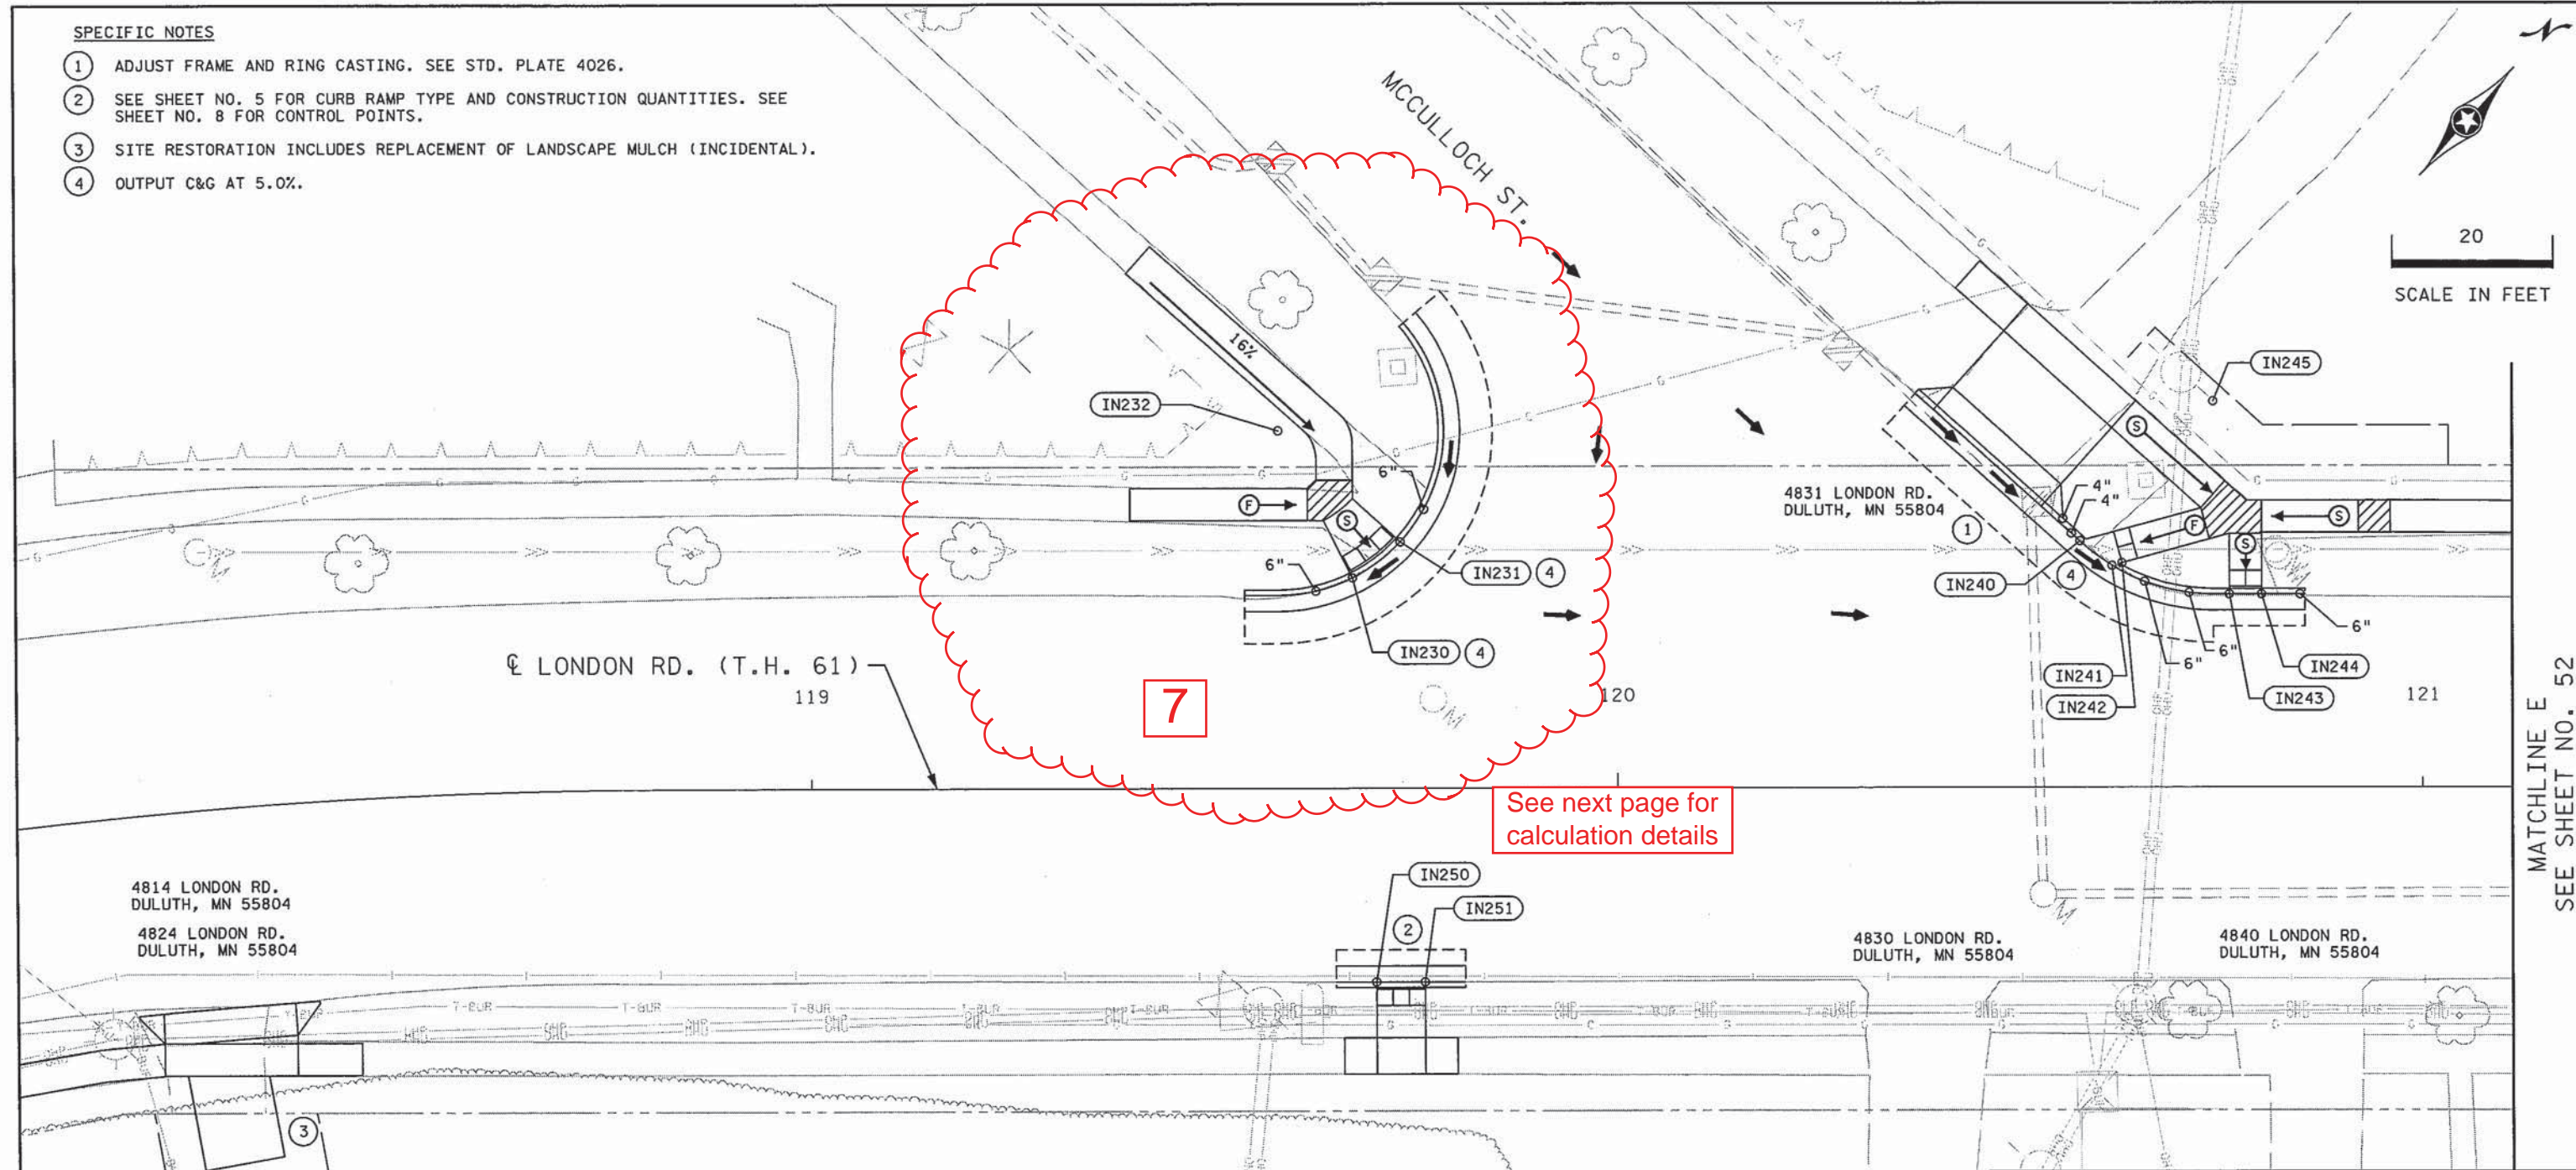 SPECIFIC NOTES
1 ADJUST FRAME AND RING CASTING. SEE STD. PLATE 4026.
2 SEE SHEET NO. 5 FOR CURB RAMP TYPE AND CONSTRUCTION QUANTITIES. SEE
SHEET NO. 8 FOR CONTROL POINTS.
3 SITE RESTORATION INCLUDES REPLACEMENT OF LANDSCAPE MULCH (INCIDENTAL).
4 OUTPUT C&G AT 5.0%.
MCCULLOCH ST.
20
SCALE IN FEET
16%
IN232
IN245
6"
F
S
6"
IN231 4
IN230 4
4831 LONDON RD.
DULUTH, MN 55804
1
4"
4"
S
F
S
S
IN240
4
6"
6"
6"
IN241
IN242
IN243
IN244
℄ LONDON RD. (T.H. 61)
119
7
120
121
MATCHLINE E
SEE SHEET NO. 52
See next page for
calculation details
4814 LONDON RD.
DULUTH, MN 55804
4824 LONDON RD.
DULUTH, MN 55804
IN250
IN251
2
4830 LONDON RD.
DULUTH, MN 55804
4840 LONDON RD.
DULUTH, MN 55804
T-BUR
T-BUR
T-BUR
3